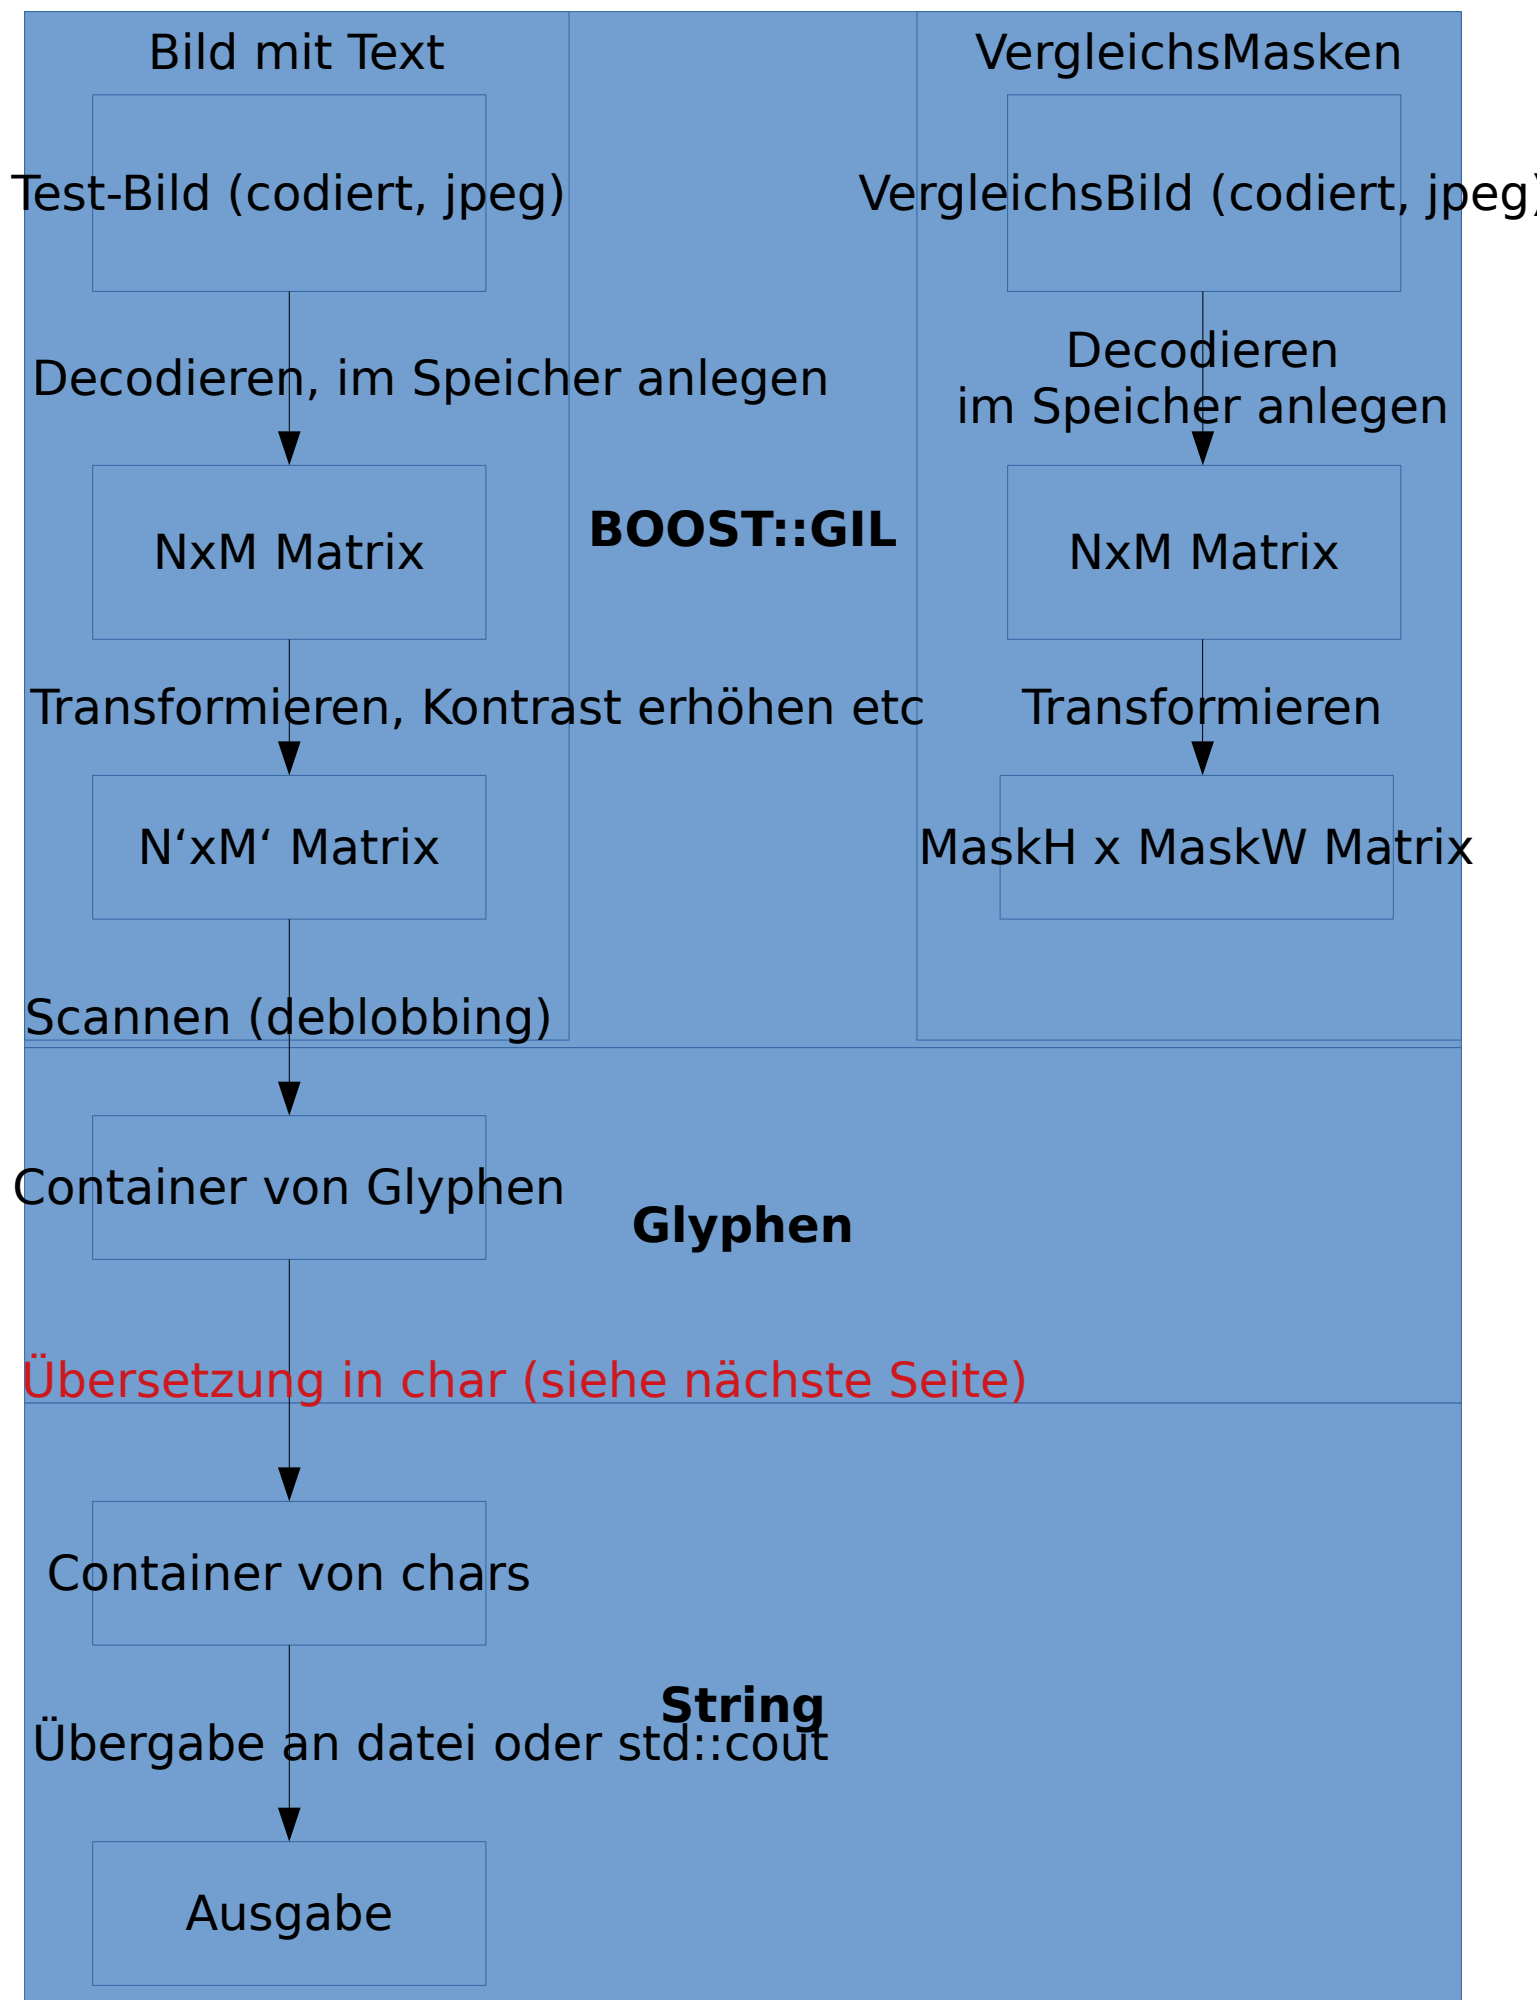 Bild mit Text
VergleichsMasken
Test-Bild (codiert, jpeg)
VergleichsBild (codiert, jpeg)
Decodieren, im Speicher anlegen
Decodieren
im Speicher anlegen
NxM Matrix
BOOST::GIL
NxM Matrix
Transformieren, Kontrast erhöhen etc
Transformieren
N‘xM‘ Matrix
MaskH x MaskW Matrix
Scannen (deblobbing)
Container von Glyphen
Glyphen
Übersetzung in char (siehe nächste Seite)
Container von chars
String
Übergabe an datei oder std::cout
Ausgabe